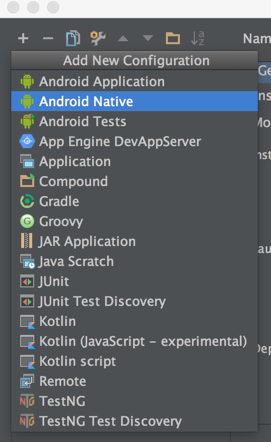 Nam
Add New Configuration
Android Application
Android Native
Android Tests
App Engine DevAppServer
Application
Compound
Gradle
Groovy
JAR Application
Java Scratch
JUnit
JUnit Test Discovery
Kotlin
Kotlin (JavaScript – experimental)
Kotlin script
Remote
TestNG
TestNG Test Discovery